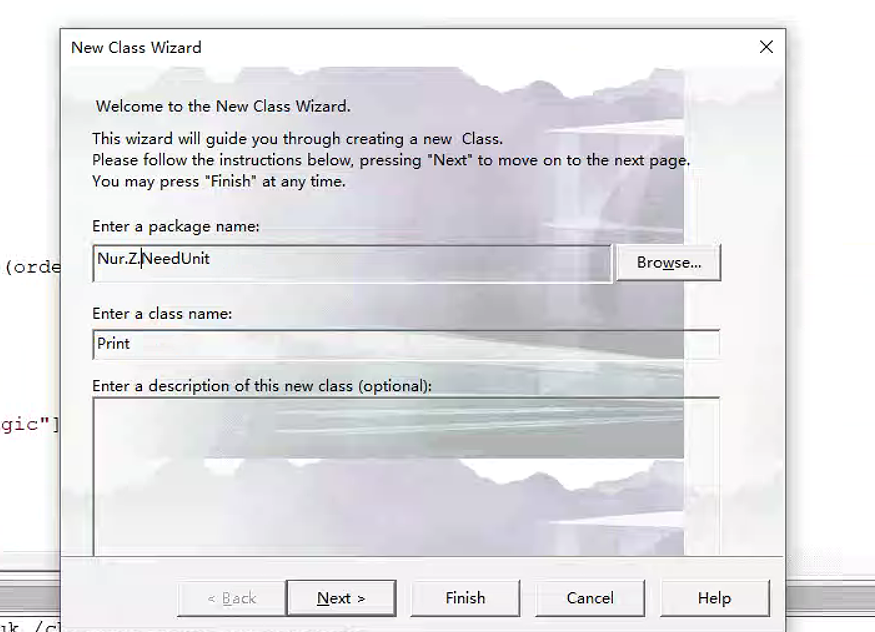 New Class Wizard
Welcome to the New Class Wizard.
This wizard will guide you through creating a new Class.
Please follow the instructions below, pressing "Next" to move on to the next page.
You may press "Finish" at any time.
Enter a package name:
(orde
Nur.Z.NeedUnit
Browse...
Enter a class name:
Print
Enter a description of this new class (optional):
gic"]
< Back
Next >
Finish
Cancel
Help